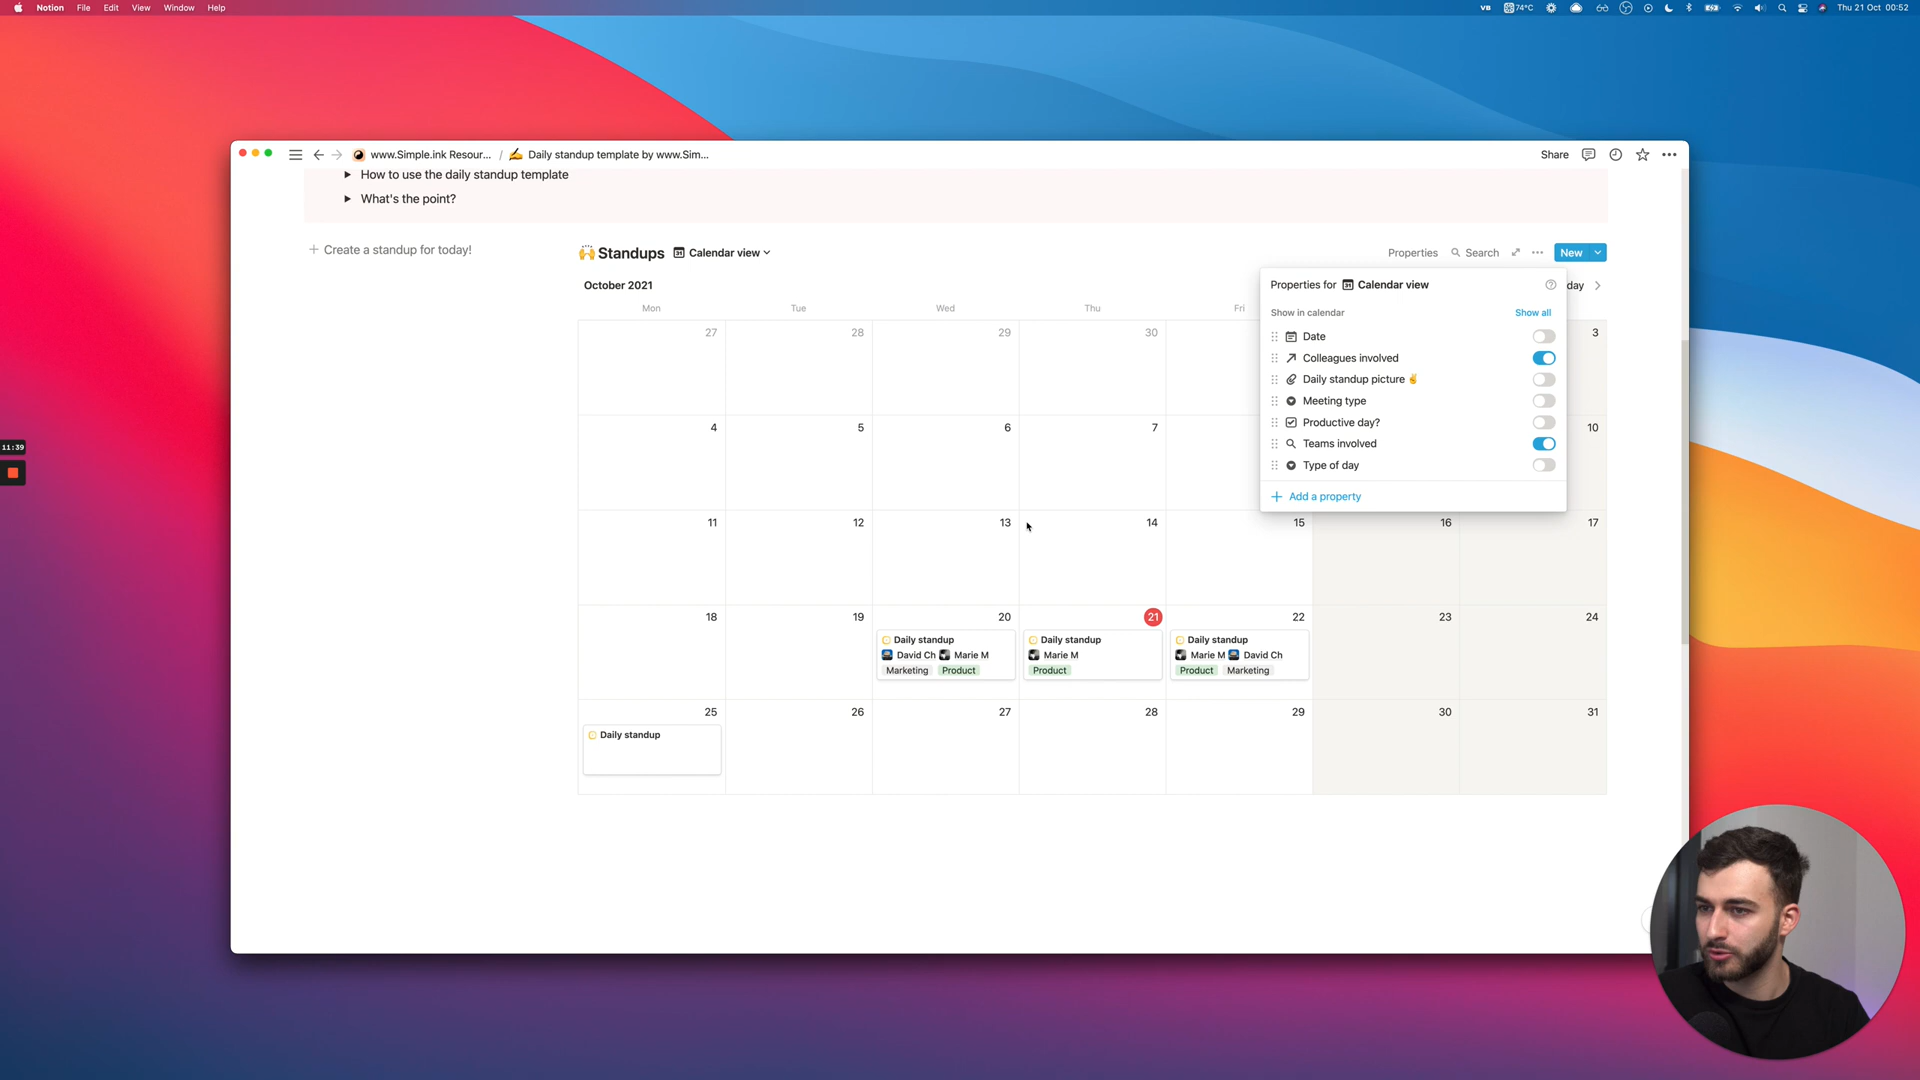 Notion File Edit View Window Help
VB 74°C Thu 21 Oct 00:52
www.Simple.ink Resour... / Daily standup template by www.Sim...
Share
How to use the daily standup template
What's the point?
Create a standup for today!
Standups Calendar view
Properties Search New
October 2021
day
Mon Tue Wed Thu Fri
Properties for Calendar view
Show in calendar Show all
Date
Colleagues involved
Daily standup picture
Meeting type
Productive day?
Teams involved
Type of day
Add a property
27 28 29 30 3
4 5 6 7 10
11 12 13 14 15 16 17
18 19 20 21 22 23 24
Daily standup
David Ch Marie M
Marketing Product
Daily standup
Marie M
Product
Daily standup
Marie M David Ch
Product Marketing
25 26 27 28 29 30 31
Daily standup
11:39